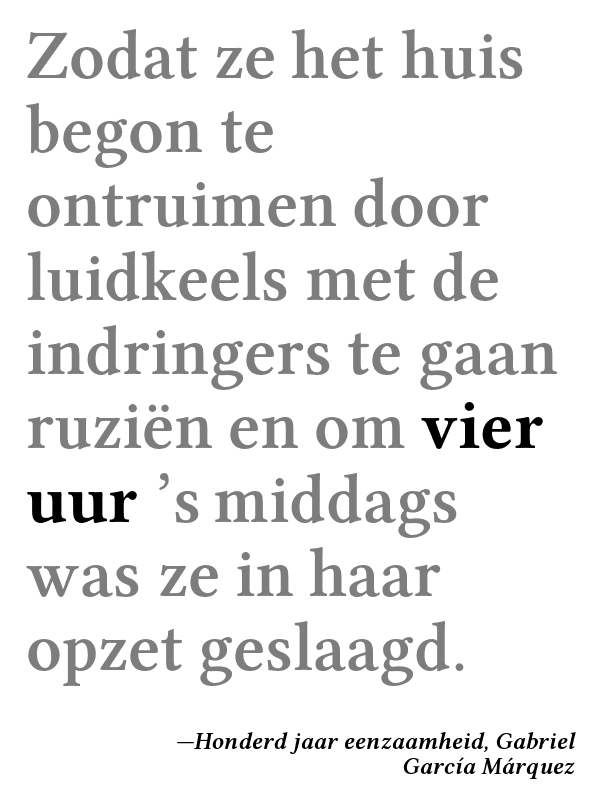 Zodat ze het huis
begon te
ontruimen door
luidkeels met de
indringers te gaan
ruziën en om vier
uur ’s middags
was ze in haar
opzet geslaagd.
—Honderd jaar eenzaamheid, Gabriel
García Márquez